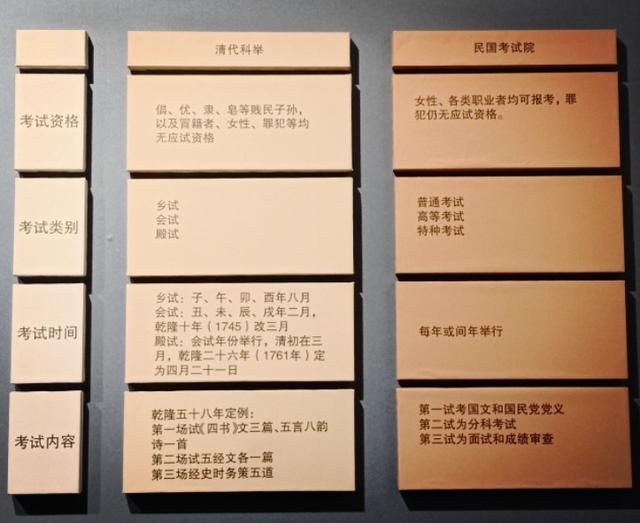 清代科举
民国考试院
考试资格
倡、优、隶、皂等贱民子孙，
以及冒籍者、女性、罪犯等均
无应试资格
女性、各类职业者均可报考，罪
犯仍无应试资格。
考试类别
乡试
会试
殿试
普通考试
高等考试
特种考试
考试时间
乡试：子、午、卯、酉年八月
会试：丑、未、辰、戌年二月，
乾隆十年（1745）改三月
殿试：会试年份举行，清初在三
月，乾隆二十六年（1761年）定
为四月二十一日
每年或间年举行
考试内容
乾隆五十八年定例：
第一场试《四书》文三篇、五言八韵
诗一首
第二场试五经文各一篇
第三场经史时务策五道
第一试考国文和国民党党义
第二试为分科考试
第三试为面试和成绩审查